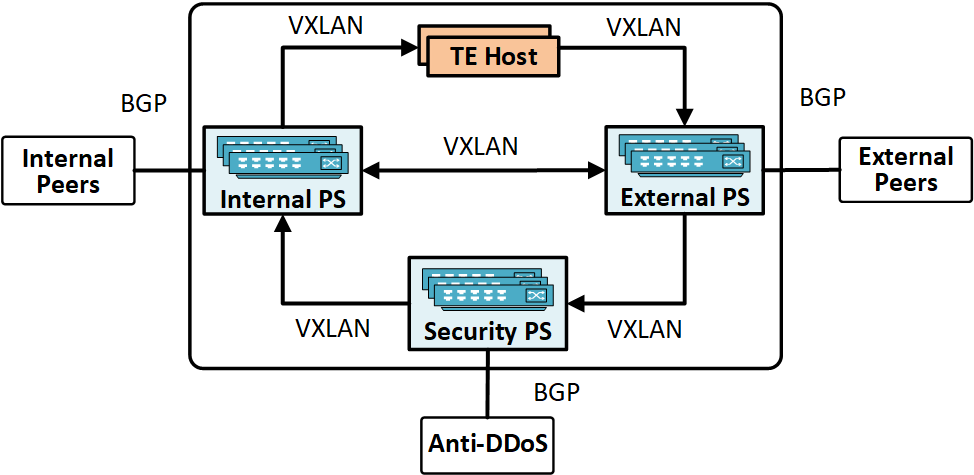 VXLAN
VXLAN
TE Host
BGP
BGP
Internal
Peers
VXLAN
External
Peers
Internal PS
External PS
Security PS
VXLAN
VXLAN
BGP
Anti-DDoS